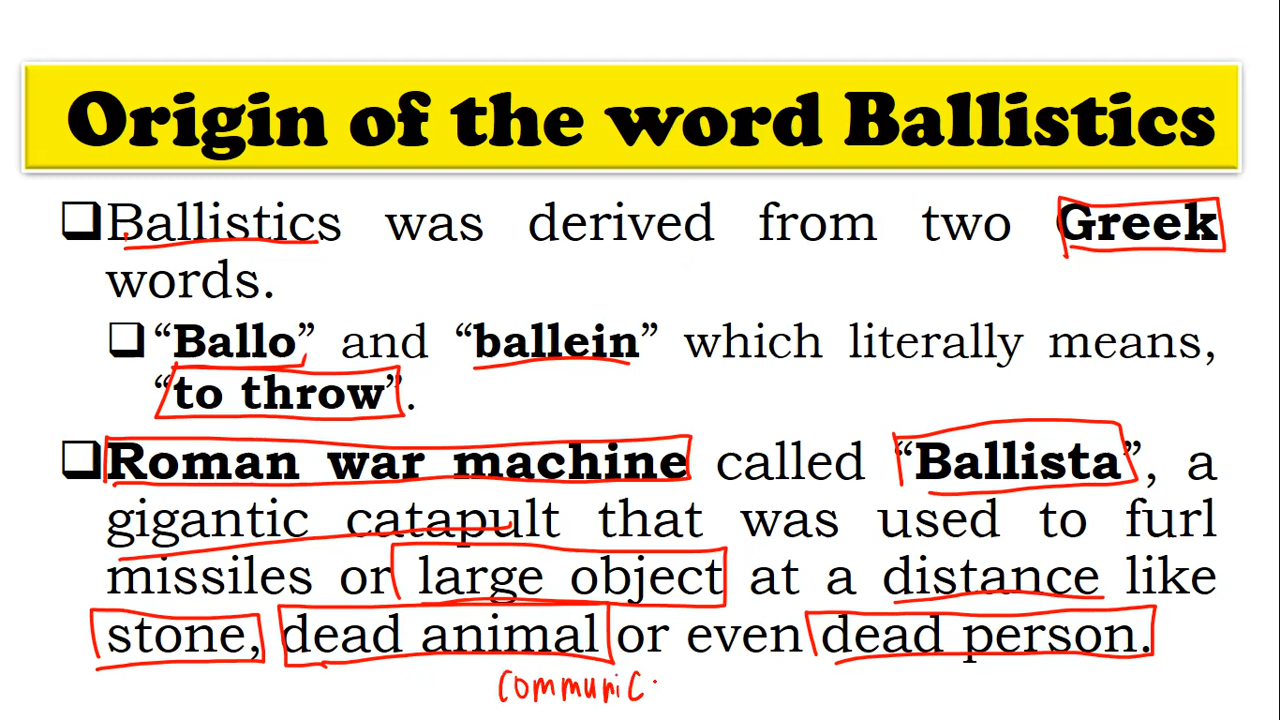 Origin of the word Ballistics
❑Ballistics was derived from two Greek
words.
❑ “Ballo” and “ballein” which literally means,
“to throw”.
❑Roman war machine called “Ballista”, a
gigantic catapult that was used to furl
missiles or large object at a distance like
stone, dead animal or even dead person.
communic